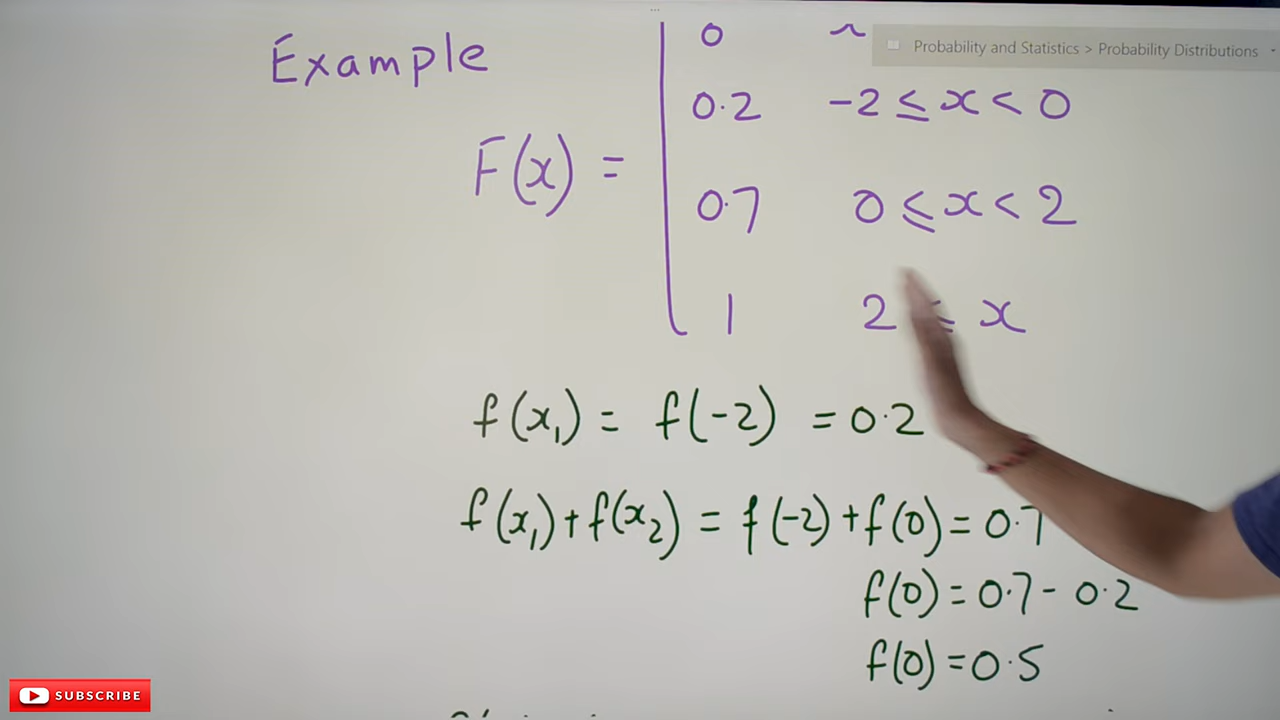 Probability and Statistics > Probability Distributions
Example
0
0.2 -2 ≤ x < 0
F(x) =
0.7 0 ≤ x < 2
1 2 ≤ x
f(x₁) = f(-2) = 0.2
f(x₁)+f(x₂) = f(-2)+f(0) = 0.7
f(0) = 0.7 - 0.2
f(0) = 0.5
SUBSCRIBE